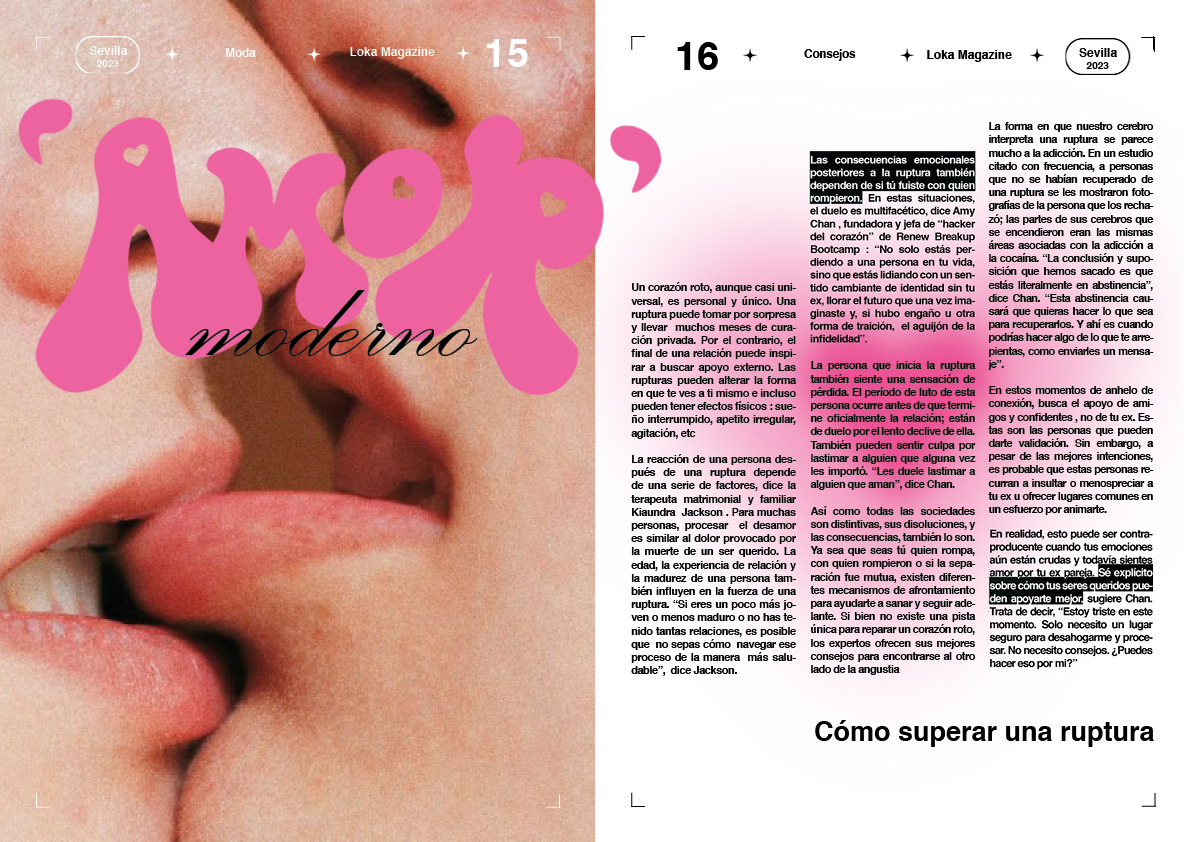 Sevilla
2023
Moda
Loka Magazine
15
‘Amor’
moderno
16
Consejos
Loka Magazine
Sevilla
2023
Un corazón roto, aunque casi uni-
versal, es personal y único. Una
ruptura puede tomar por sorpresa
y llevar muchos meses de cura-
ción privada. Por el contrario, el
final de una relación puede inspi-
rar a buscar apoyo externo. Las
rupturas pueden alterar la forma
en que te ves a ti mismo e incluso
pueden tener efectos físicos : sue-
ño interrumpido, apetito irregular,
agitación, etc
La reacción de una persona des-
pués de una ruptura depende
de una serie de factores, dice la
terapeuta matrimonial y familiar
Kiaundra Jackson . Para muchas
personas, procesar el desamor
es similar al dolor provocado por
la muerte de un ser querido. La
edad, la experiencia de relación y
la madurez de una persona tam-
bién influyen en la fuerza de una
ruptura. “Si eres un poco más jo-
ven o menos maduro o no has te-
nido tantas relaciones, es posible
que no sepas cómo navegar ese
proceso de la manera más salu-
dable”, dice Jackson.
Las consecuencias emocionales
posteriores a la ruptura también
dependen de si tú fuiste con quien
rompieron. En estas situaciones,
el duelo es multifacético, dice Amy
Chan , fundadora y jefa de “hacker
del corazón” de Renew Breakup
Bootcamp : “No solo estás per-
diendo a una persona en tu vida,
sino que estás lidiando con un sen-
tido cambiante de identidad sin tu
ex, llorar el futuro que una vez ima-
ginaste y, si hubo engaño u otra
forma de traición, el aguijón de la
infidelidad”.
La persona que inicia la ruptura
también siente una sensación de
pérdida. El período de luto de esta
persona ocurre antes de que termi-
ne oficialmente la relación; están
de duelo por el lento declive de ella.
También pueden sentir culpa por
lastimar a alguien que alguna vez
les importó. “Les duele lastimar a
alguien que aman”, dice Chan.
Así como todas las sociedades
son distintivas, sus disoluciones, y
las consecuencias, también lo son.
Ya sea que seas tú quien rompa,
con quien rompieron o si la sepa-
ración fue mutua, existen diferen-
tes mecanismos de afrontamiento
para ayudarte a sanar y seguir ade-
lante. Si bien no existe una pista
única para reparar un corazón roto,
los expertos ofrecen sus mejores
consejos para encontrarse al otro
lado de la angustia
La forma en que nuestro cerebro
interpreta una ruptura se parece
mucho a la adicción. En un estudio
citado con frecuencia, a personas
que no se habían recuperado de
una ruptura se les mostraron foto-
grafías de la persona que los recha-
zó; las partes de sus cerebros que
se encendieron eran las mismas
áreas asociadas con la adicción a
la cocaína. “La conclusión y supo-
sición que hemos sacado es que
estás literalmente en abstinencia”,
dice Chan. “Esta abstinencia cau-
sará que quieras hacer lo que sea
para recuperarlos. Y ahí es cuando
podrías hacer algo de lo que te arre-
pientas, como enviarles un mensa-
je”.
En estos momentos de anhelo de
conexión, busca el apoyo de ami-
gos y confidentes , no de tu ex. Es-
tas son las personas que pueden
darte validación. Sin embargo, a
pesar de las mejores intenciones,
es probable que estas personas re-
curran a insultar o menospreciar a
tu ex u ofrecer lugares comunes en
un esfuerzo por animarte.
En realidad, esto puede ser contra-
producente cuando tus emociones
aún están crudas y todavía sientes
amor por tu ex pareja. Sé explícito
sobre cómo tus seres queridos pue-
den apoyarte mejor, sugiere Chan.
Trata de decir, “Estoy triste en este
momento. Solo necesito un lugar
seguro para desahogarme y proce-
sar. No necesito consejos. ¿Puedes
hacer eso por mi?”
Cómo superar una ruptura